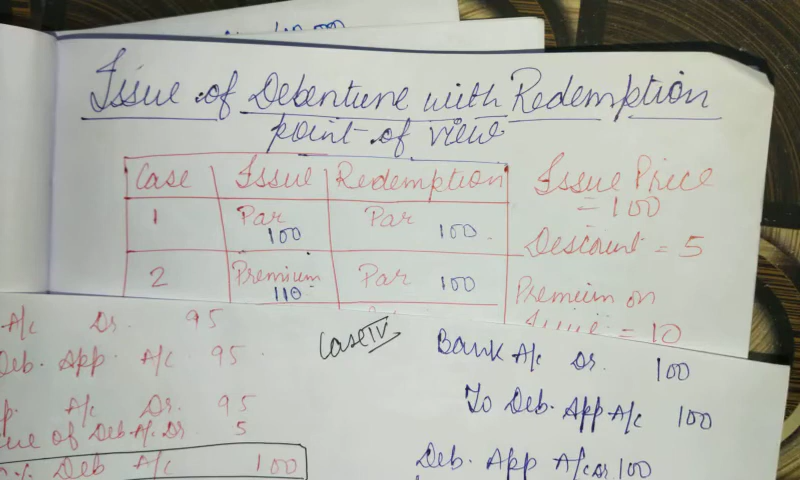 Issue of Debenture with Redemption
point of view
Case Issue Redemption
1 Par 100 Par 100
2 Premium 110 Par 100
Issue Price
= 100
Descount = 5
Premium on
= 10
A/c Dr. 95
Deb. App. A/c 95
A/c Dr. 95
of Deb. A/c Dr 5
Deb A/c 100
Case IV
Bank A/c Dr. 100
To Deb. App A/c 100
Deb. App A/c Dr 100